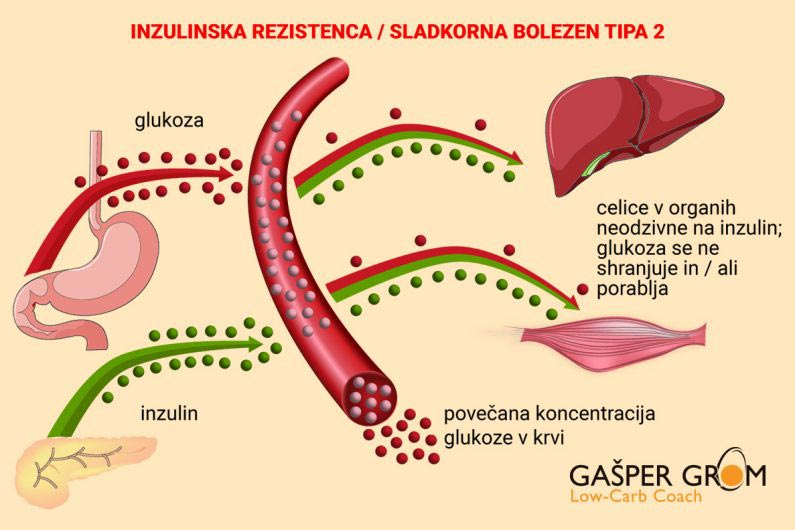 INZULINSKA REZISTENCA / SLADKORNA BOLEZEN TIPA 2
glukoza
celice v organih
neodzivne na inzulin;
glukoza se ne
shranjuje in / ali
porablja
inzulin
povečana koncentracija
glukoze v krvi
GAŠPER GROM
Low-Carb Coach